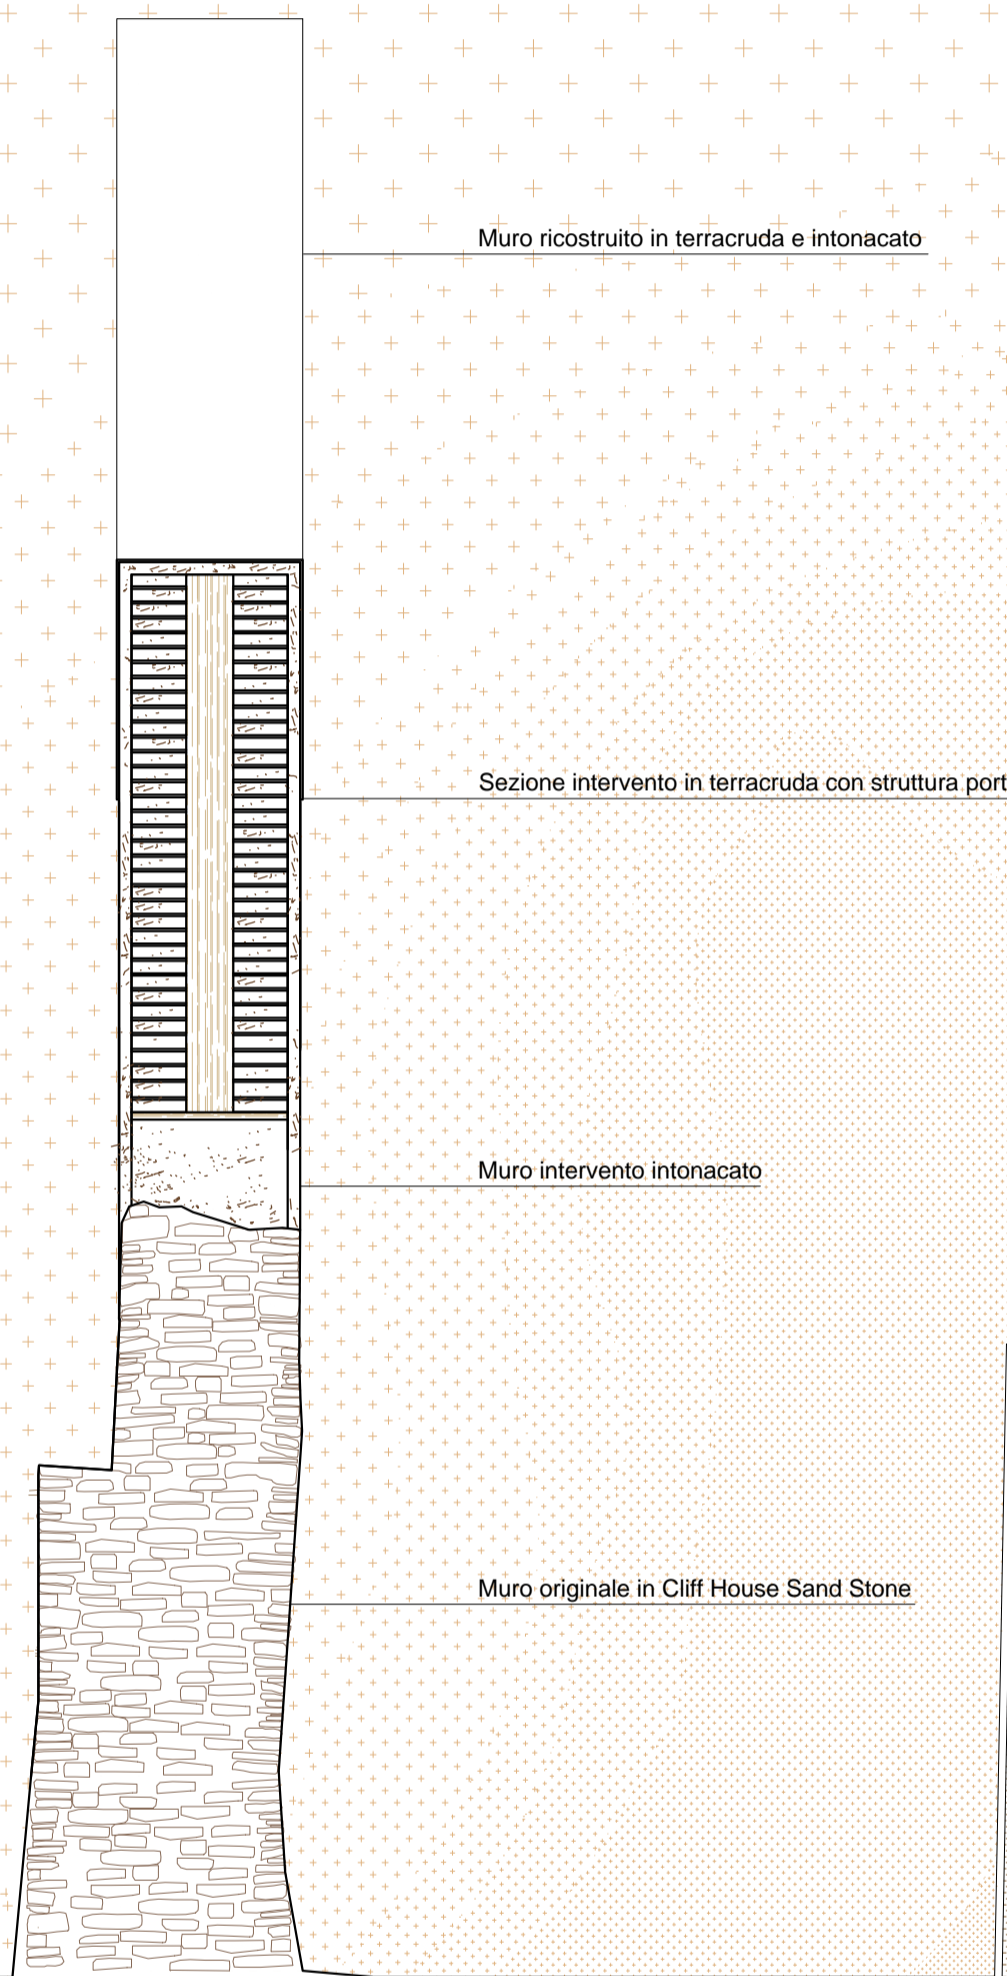 Muro ricostruito in terracruda e intonacato
Sezione intervento in terracruda con struttura port
Muro intervento intonacato
Muro originale in Cliff House Sand Stone